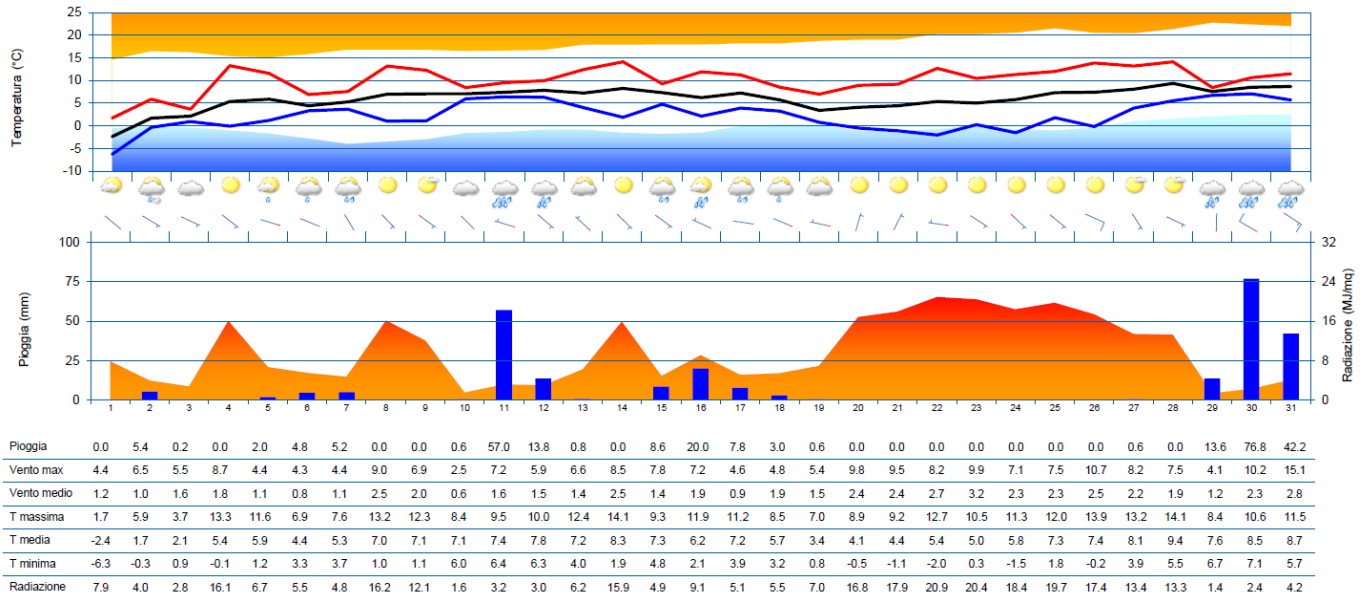 25
20
15
10
5
0
-5
-10
Temperatura (°C)
100
75
50
25
0
Pioggia (mm)
32
24
16
8
0
Radiazione (MJ/mq)
1 2 3 4 5 6 7 8 9 10 11 12 13 14 15 16 17 18 19 20 21 22 23 24 25 26 27 28 29 30 31
Pioggia 0.0 5.4 0.2 0.0 2.0 4.8 5.2 0.0 0.0 0.6 57.0 13.8 0.8 0.0 8.6 20.0 7.8 3.0 0.6 0.0 0.0 0.0 0.0 0.0 0.0 0.0 0.6 0.0 13.6 76.8 42.2
Vento max 4.4 6.5 5.5 8.7 4.4 4.3 4.4 9.0 6.9 2.5 7.2 5.9 6.6 8.5 7.8 7.2 4.6 4.8 5.4 9.8 9.5 8.2 9.9 7.1 7.5 10.7 8.2 7.5 4.1 10.2 15.1
Vento medio 1.2 1.0 1.6 1.8 1.1 0.8 1.1 2.5 2.0 0.6 1.6 1.5 1.4 2.5 1.4 1.9 0.9 1.9 1.5 2.4 2.4 2.7 3.2 2.3 2.3 2.5 2.2 1.9 1.2 2.3 2.8
T massima 1.7 5.9 3.7 13.3 11.6 6.9 7.6 13.2 12.3 8.4 9.5 10.0 12.4 14.1 9.3 11.9 11.2 8.5 7.0 8.9 9.2 12.7 10.5 11.3 12.0 13.9 13.2 14.1 8.4 10.6 11.5
T media -2.4 1.7 2.1 5.4 5.9 4.4 5.3 7.0 7.1 7.1 7.4 7.8 7.2 8.3 7.3 6.2 7.2 5.7 3.4 4.1 4.4 5.4 5.0 5.8 7.3 7.4 8.1 9.4 7.6 8.5 8.7
T minima -6.3 -0.3 0.9 -0.1 1.2 3.3 3.7 1.0 1.1 6.0 6.4 6.3 4.0 1.9 4.8 2.1 3.9 3.2 0.8 -0.5 -1.1 -2.0 0.3 -1.5 1.8 -0.2 3.9 5.5 6.7 7.1 5.7
Radiazione 7.9 4.0 2.8 16.1 6.7 5.5 4.8 16.2 12.1 1.6 3.2 3.0 6.2 15.9 4.9 9.1 5.1 5.5 7.0 16.8 17.9 20.9 20.4 18.4 19.7 17.4 13.4 13.3 1.4 2.4 4.2